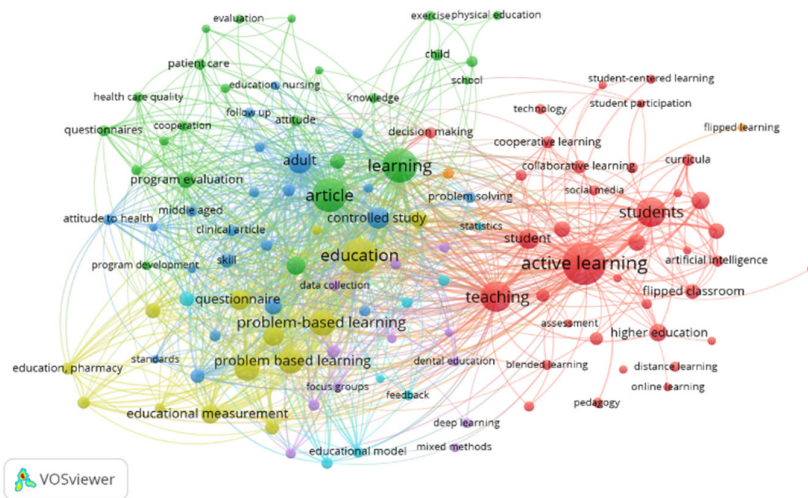 evaluation
exercise
physical education
patient care
child
student-centered learning
health care quality
education, nursing
school
knowledge
technology
student participation
follow up
attitude
questionnaires
cooperation
decision making
cooperative learning
flipped learning
adult
learning
collaborative learning
curricula
program evaluation
article
problem solving
social media
middle aged
students
attitude to health
controlled study
clinical article
statistics
student
education
active learning
artificial intelligence
program development
skill
data collection
teaching
flipped classroom
questionnaire
problem-based learning
assessment
higher education
standards
problem based learning
dental education
blended learning
distance learning
education, pharmacy
focus groups
online learning
feedback
pedagogy
educational measurement
deep learning
educational model
mixed methods
VOSviewer